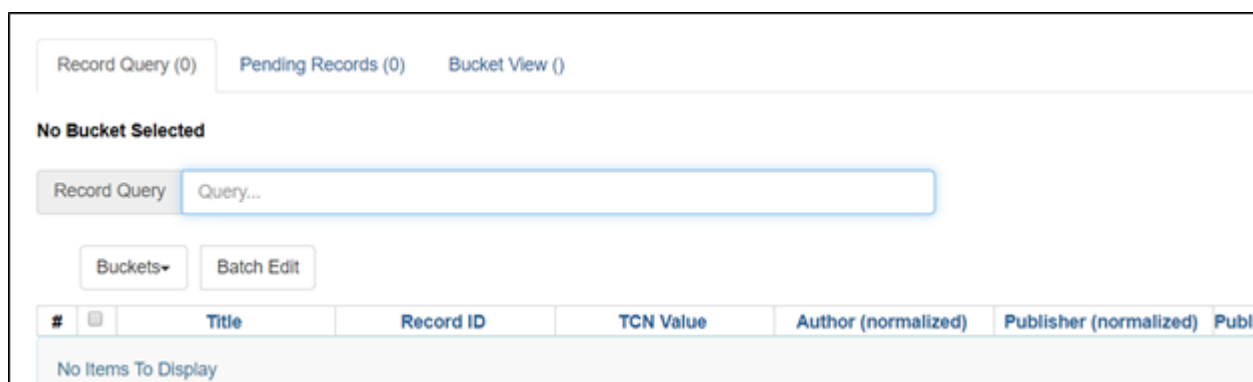 Record Query (0) Pending Records (0) Bucket View ()
No Bucket Selected
Record Query Query...
Buckets Batch Edit
# Title Record ID TCN Value Author (normalized) Publisher (normalized) Publ
No Items To Display